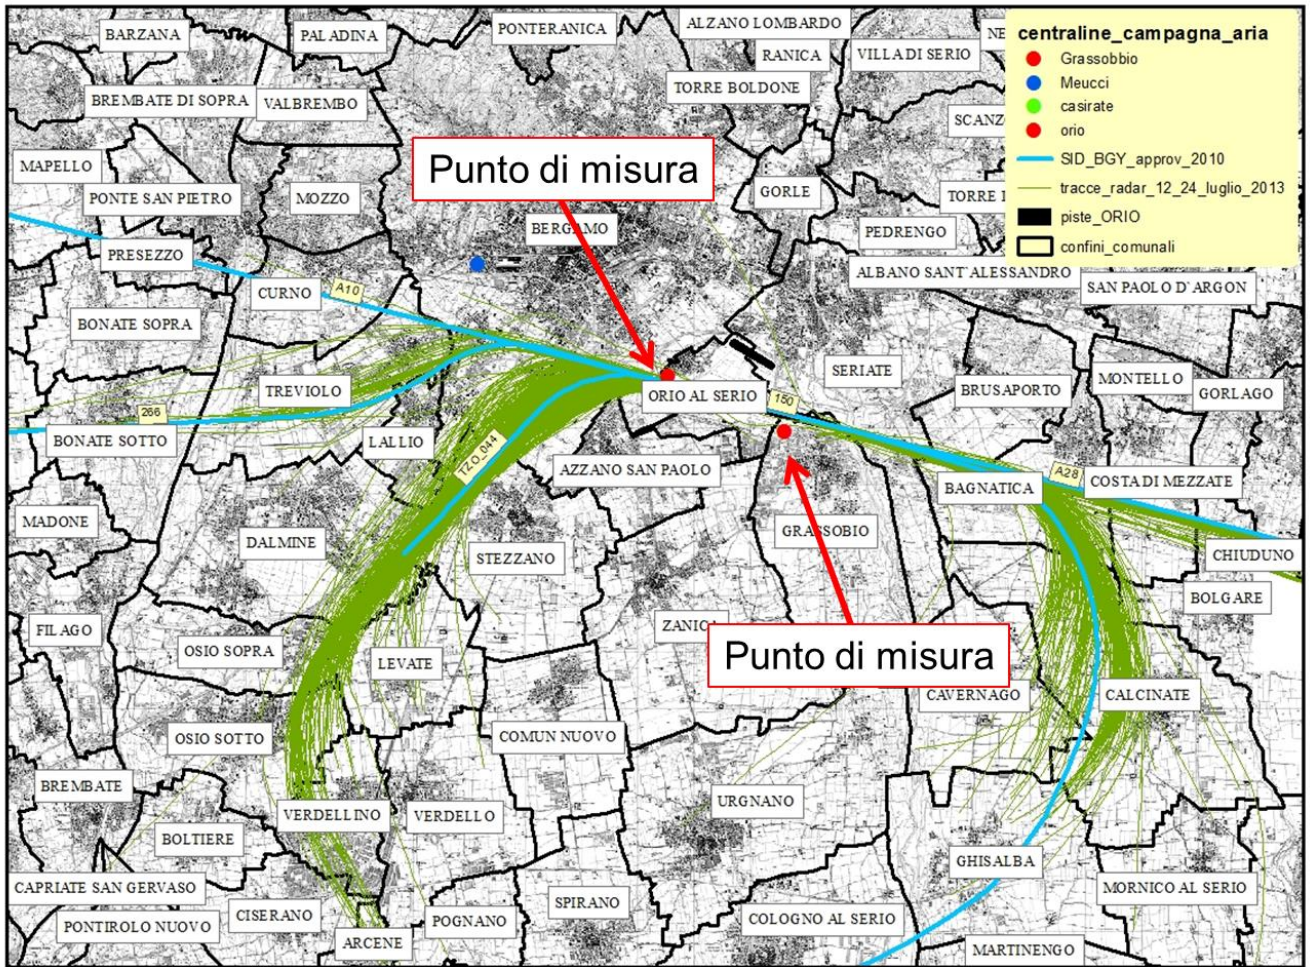 BARZANA
PALADINA
PONTERANICA
ALZANO LOMBARDO
RANICA
VILLA DI SERIO
NE
centraline_campagna_aria
Grassobbio
Meucci
casirate
orio
SID_BGY_approv_2010
tracce_radar_12_24_luglio_2013
piste_ORIO
confini_comunali
BREMBATE DI SOPRA
VALBREMBO
TORRE BOLDONE
SCANZ
MAPELLO
Punto di misura
PONTE SAN PIETRO
MOZZO
GORLE
TORRE
BERGAMO
PEDRENGO
PRESEZZO
ALBANO SANT'ALESSANDRO
SAN PAOLO D'ARGON
CURNO
A10
BONATE SOPRA
TREVIOLO
ORIO AL SERIO
150
SERIATE
BRUSAPORTO
MONTELLO
GORLAGO
266
BONATE SOTTO
LALLIO
TZO_044
AZZANO SAN PAOLO
BAGNATICA
A28
COSTA DI MEZZATE
MADONE
DALMINE
STEZZANO
GRASSOBIO
CHIUDUNO
BOLGARE
FILAGO
OSIO SOPRA
LEVATE
ZANIC
Punto di misura
CAVERNAGO
CALCINATE
OSIO SOTTO
COMUN NUOVO
BREMBATE
VERDELLINO
VERDELLO
URGNANO
BOLTIERE
GHISALBA
CAPRIATE SAN GERVASO
MORNICO AL SERIO
PONTIROLO NUOVO
CISERANO
POGNANO
SPIRANO
COLOGNO AL SERIO
ARCENE
MARTINENGO